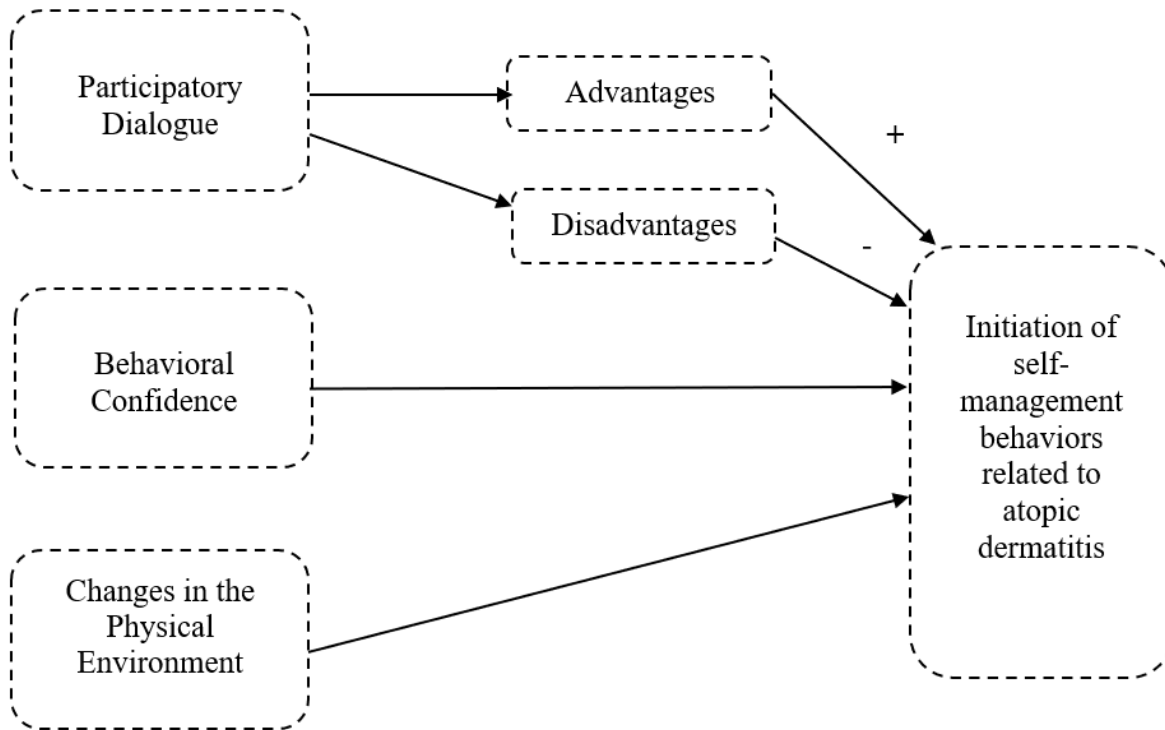 Participatory
Dialogue
Advantages
+
Disadvantages
-
Behavioral
Confidence
Initiation of
self-
management
behaviors
related to
atopic
dermatitis
Changes in the
Physical
Environment